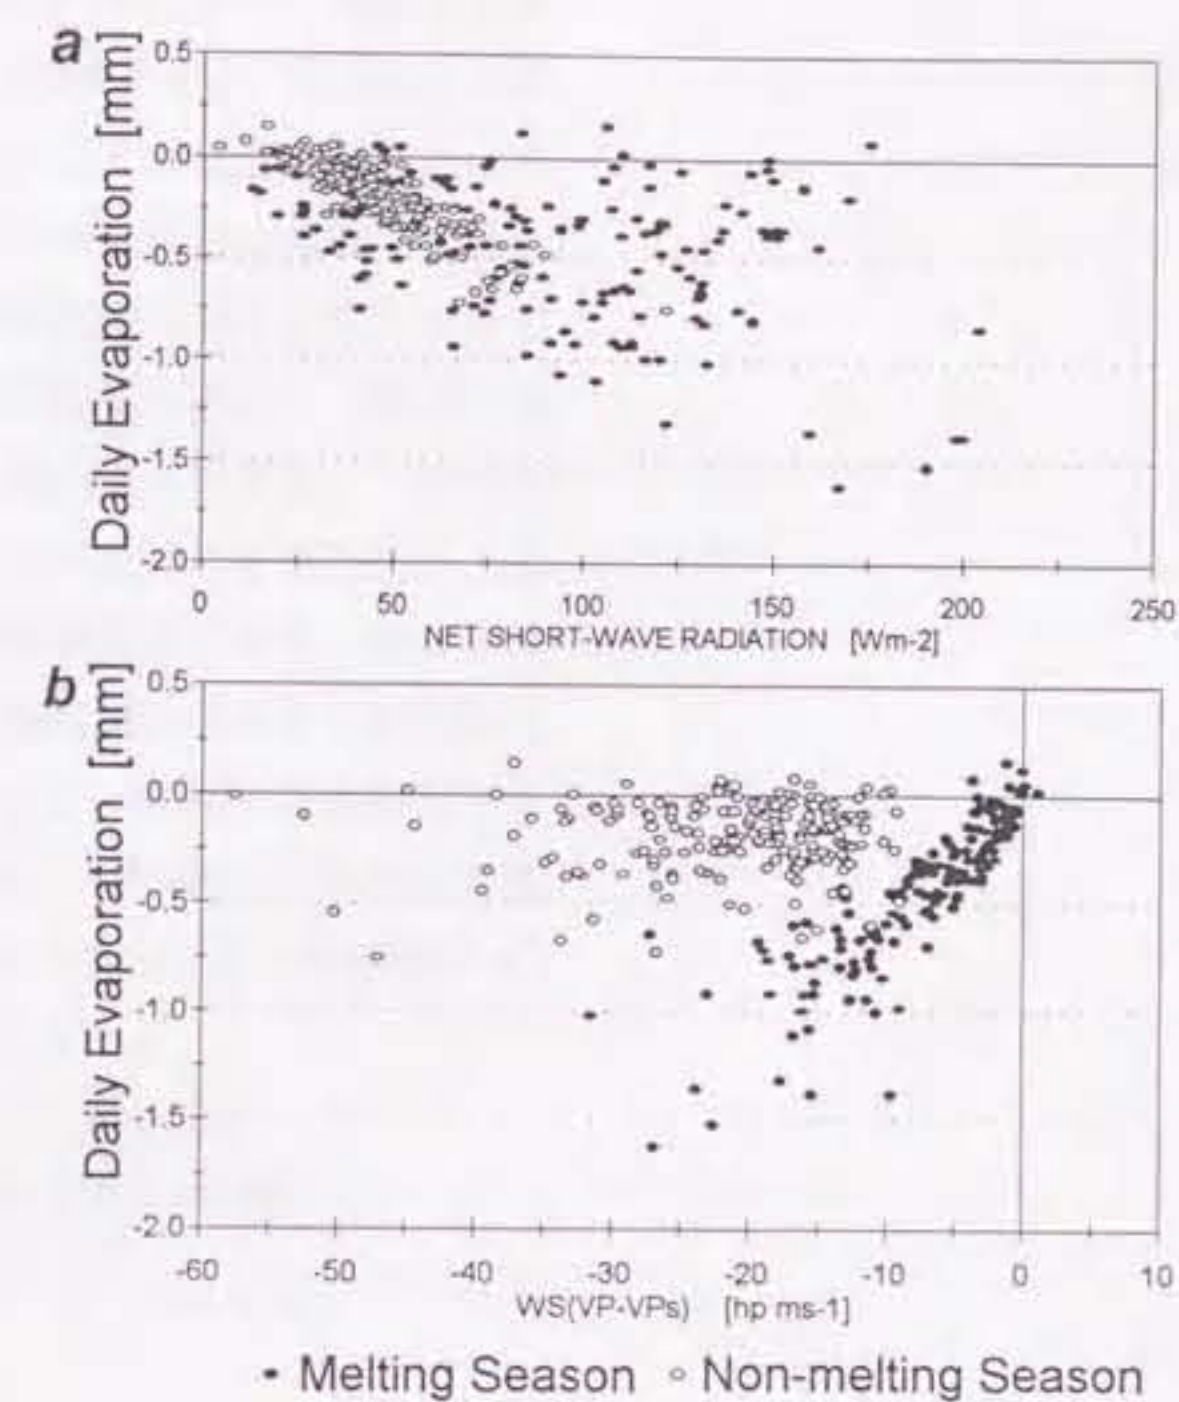 a
Daily Evaporation [mm]
0.5
0.0
-0.5
-1.0
-1.5
-2.0
0 50 100 150 200 250
NET SHORT-WAVE RADIATION [Wm-2]
b
Daily Evaporation [mm]
0.5
0.0
-0.5
-1.0
-1.5
-2.0
-60 -50 -40 -30 -20 -10 0 10
WS(VP-VPs) [hp ms-1]
Melting Season Non-melting Season